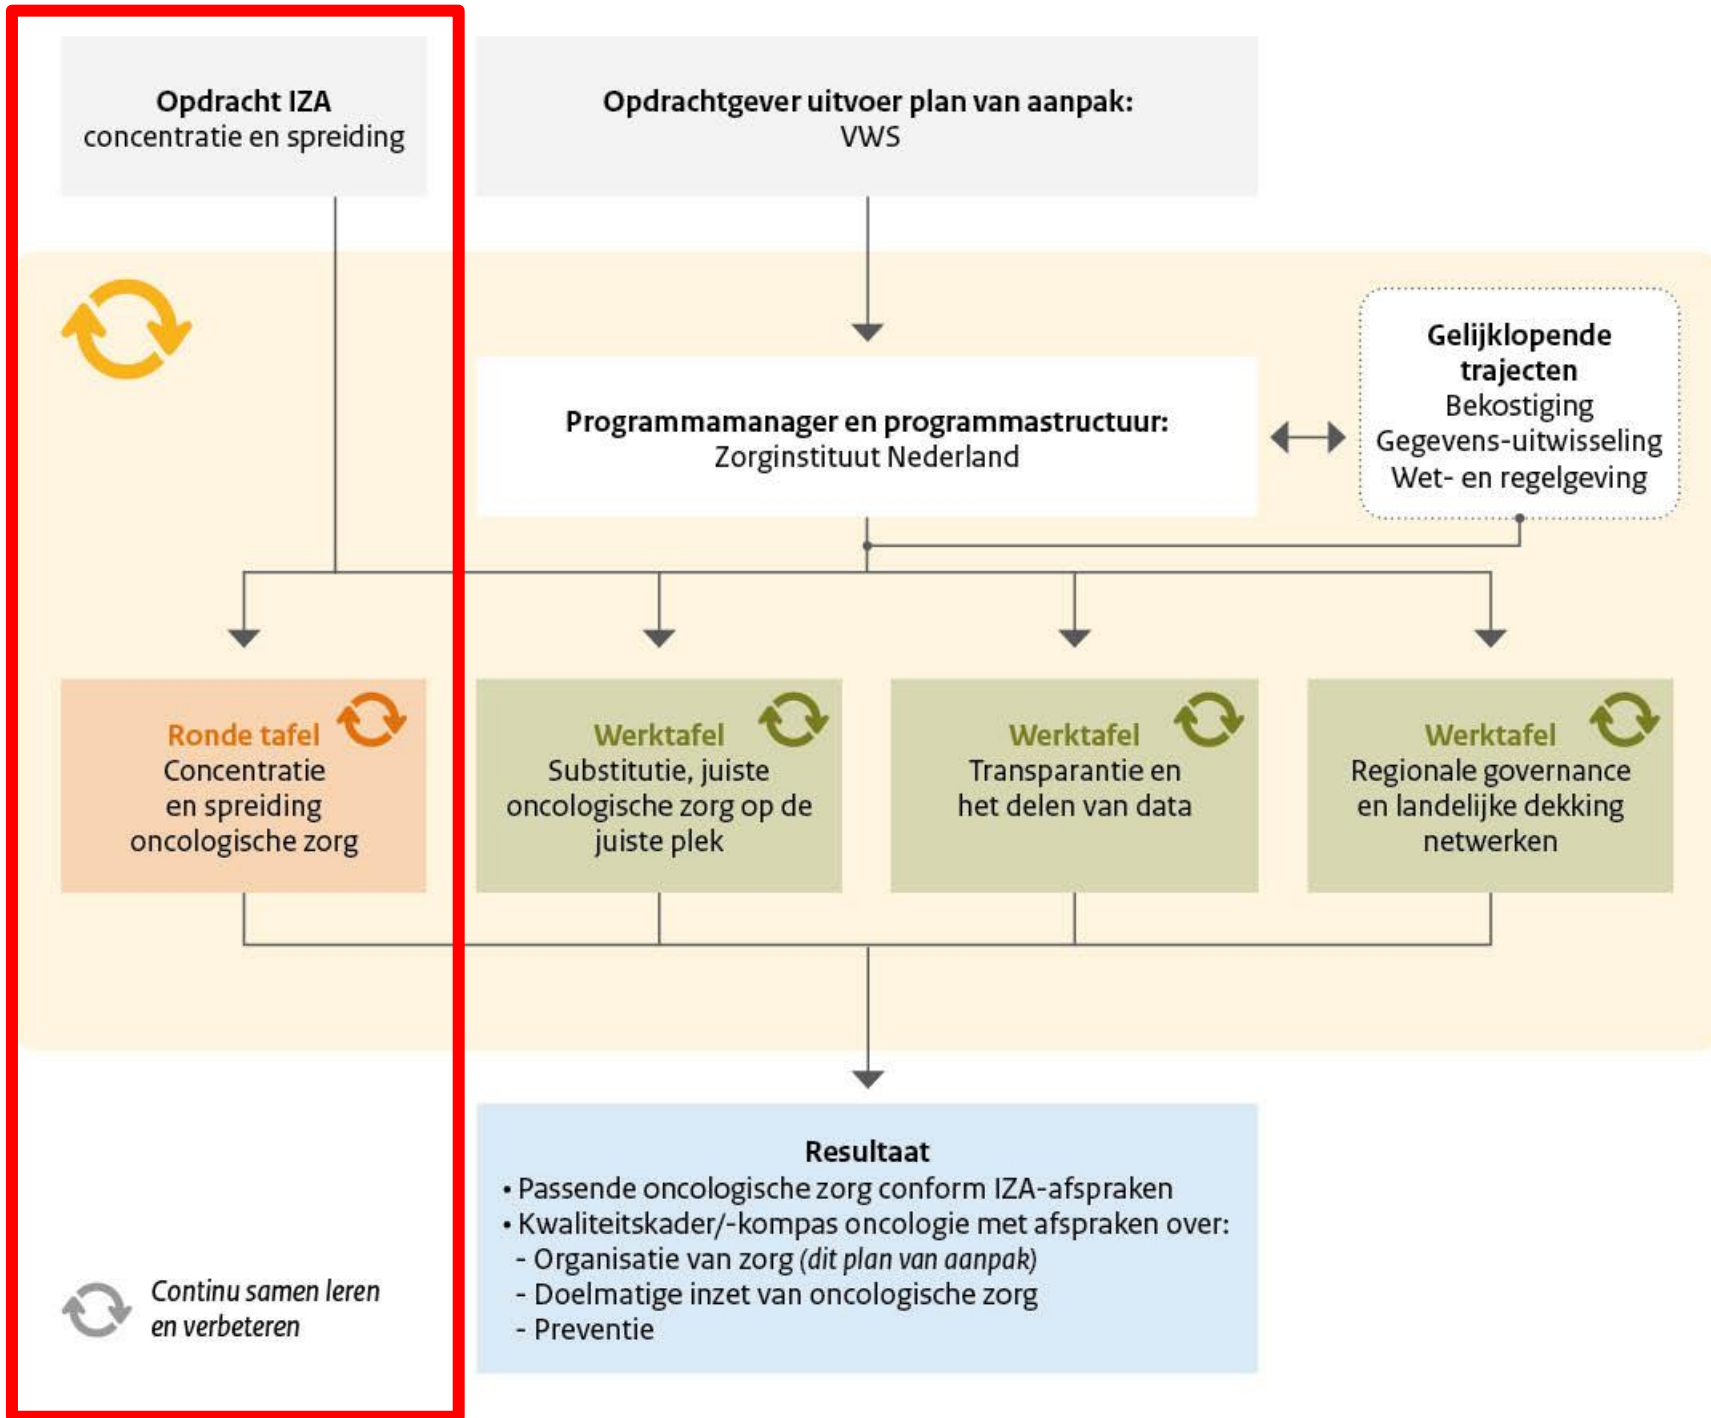 Opdracht IZA
concentratie en spreiding
Opdrachtgever uitvoer plan van aanpak:
VWS
Programmamanager en programmastructuur:
Zorginstituut Nederland
Gelijklopende
trajecten
Bekostiging
Gegevens-uitwisseling
Wet- en regelgeving
Ronde tafel
Concentratie
en spreiding
oncologische zorg
Werktafel
Substitutie, juiste
oncologische zorg op de
juiste plek
Werktafel
Transparantie en
het delen van data
Werktafel
Regionale governance
en landelijke dekking
netwerken
Resultaat
• Passende oncologische zorg conform IZA-afspraken
• Kwaliteitskader/-kompas oncologie met afspraken over:
- Organisatie van zorg (dit plan van aanpak)
- Doelmatige inzet van oncologische zorg
- Preventie
Continu samen leren
en verbeteren